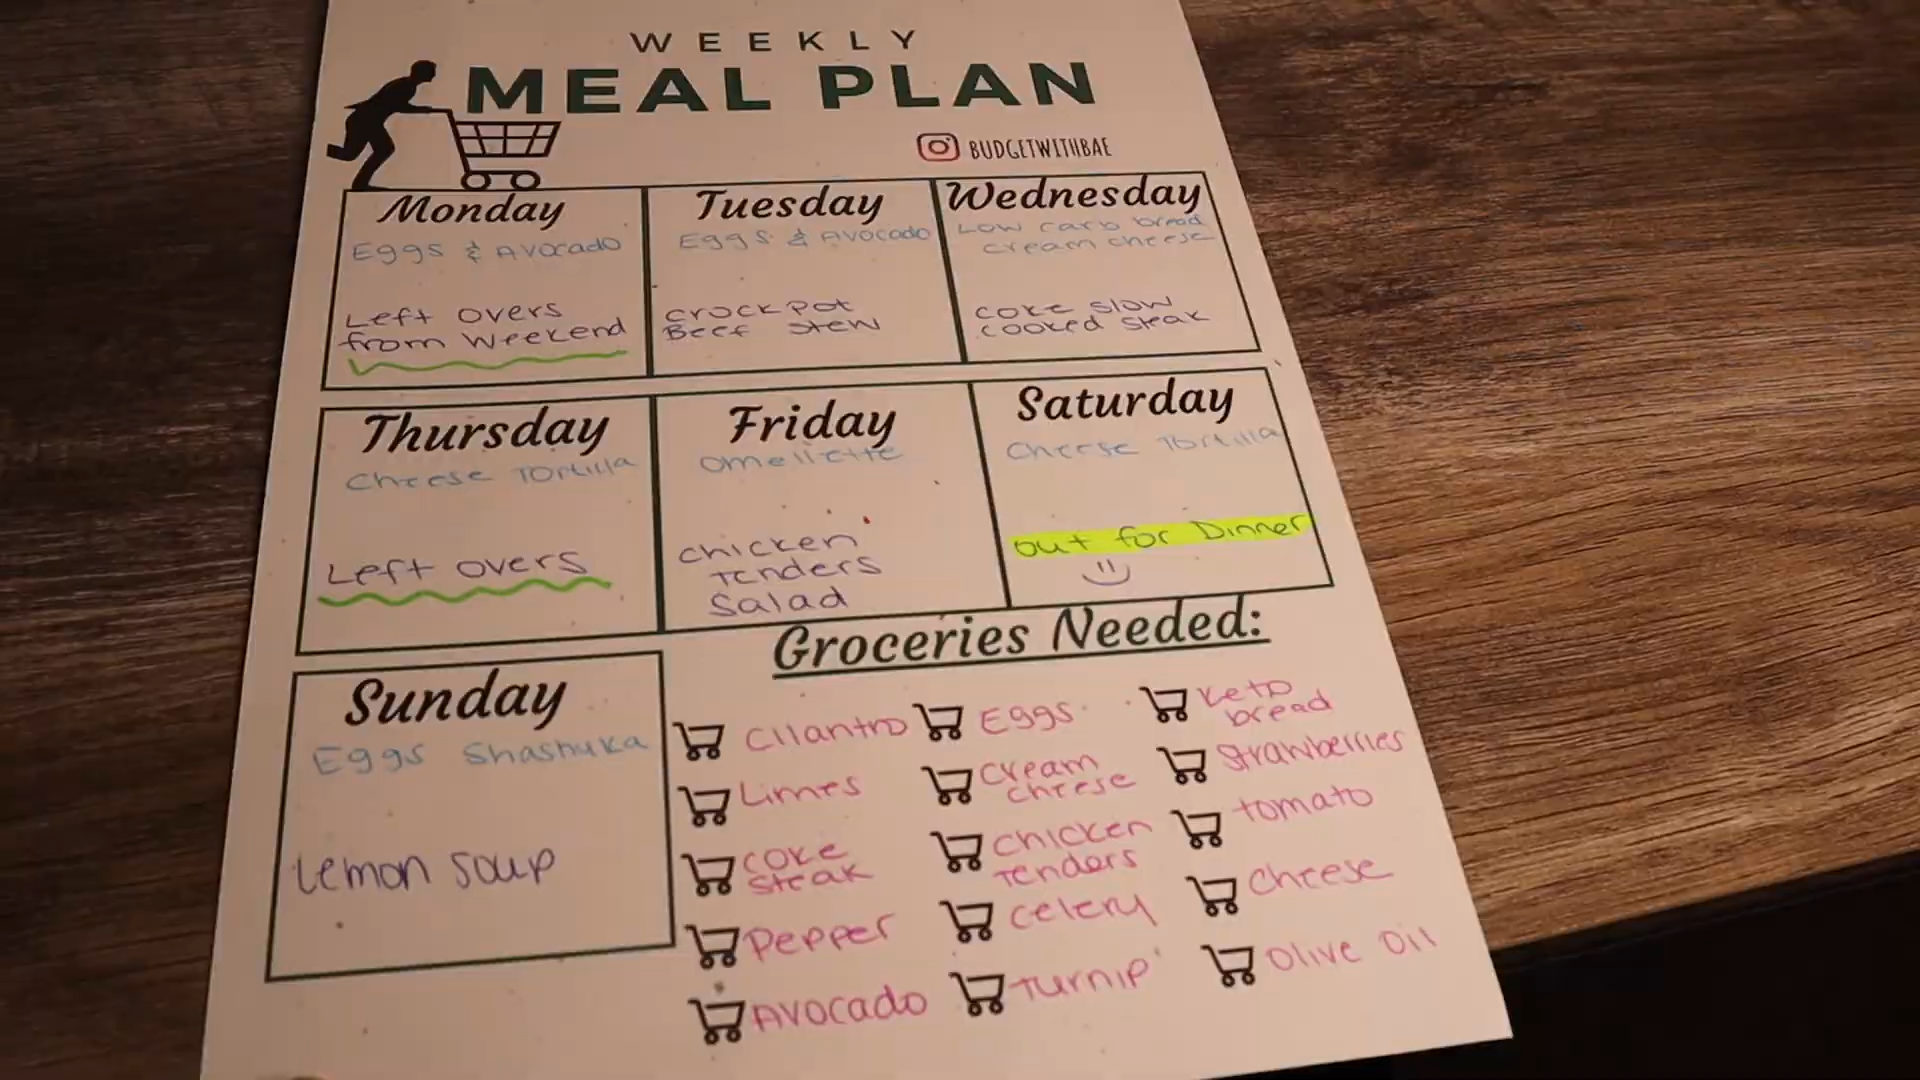 WEEKLY
MEAL PLAN
BUDGETWITHBAE
Monday
Eggs & Avocado
Left overs
from Weekend
Tuesday
Eggs & Avocado
crockpot
Beef stew
Wednesday
Low carb bread
cream cheese
coke slow
cooked steak
Thursday
Cheese Tortilla
Left overs
Friday
omellette
chicken
tenders
Salad
Saturday
Cheese Tortilla
out for Dinner
Sunday
Eggs Shashuka
Lemon soup
Groceries Needed:
Cilantro
Limes
coke
steak
Pepper
Avocado
Eggs
cream
cheese
chicken
tenders
celery
turnip
keto
bread
strawberries
tomato
cheese
olive oil